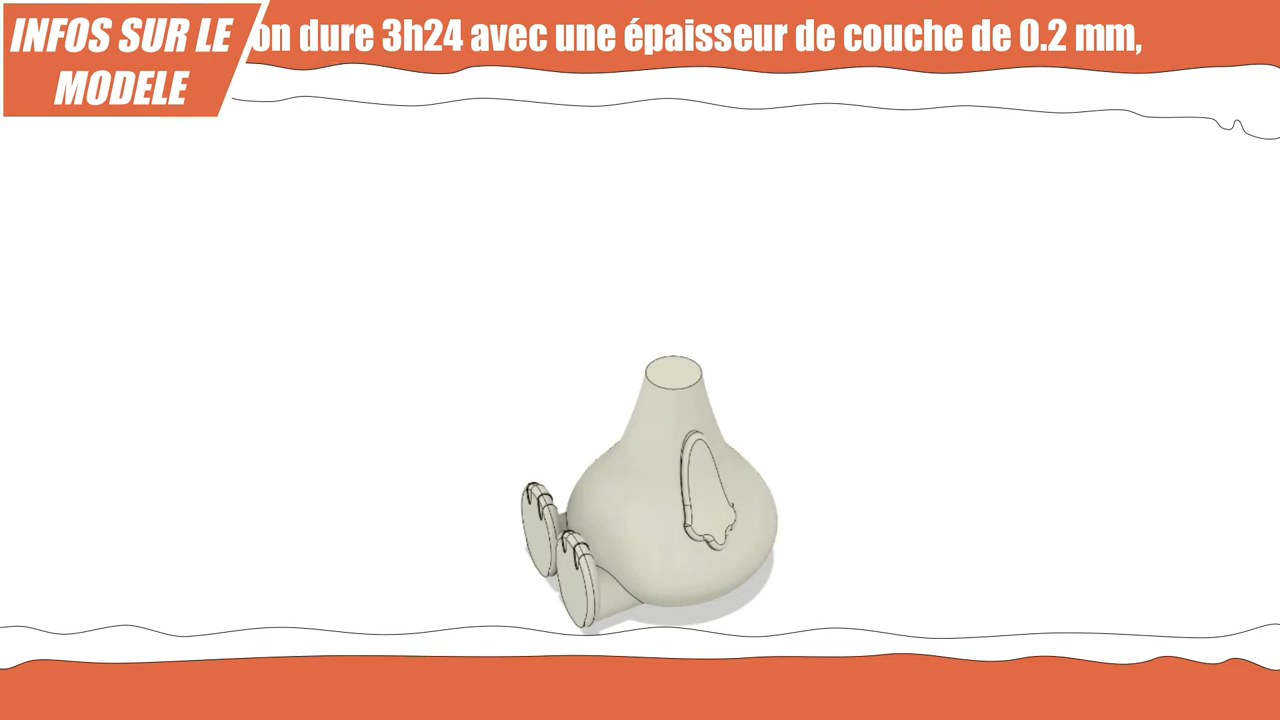 INFOS SUR LE
MODELE
on dure 3h24 avec une épaisseur de couche de 0.2 mm,